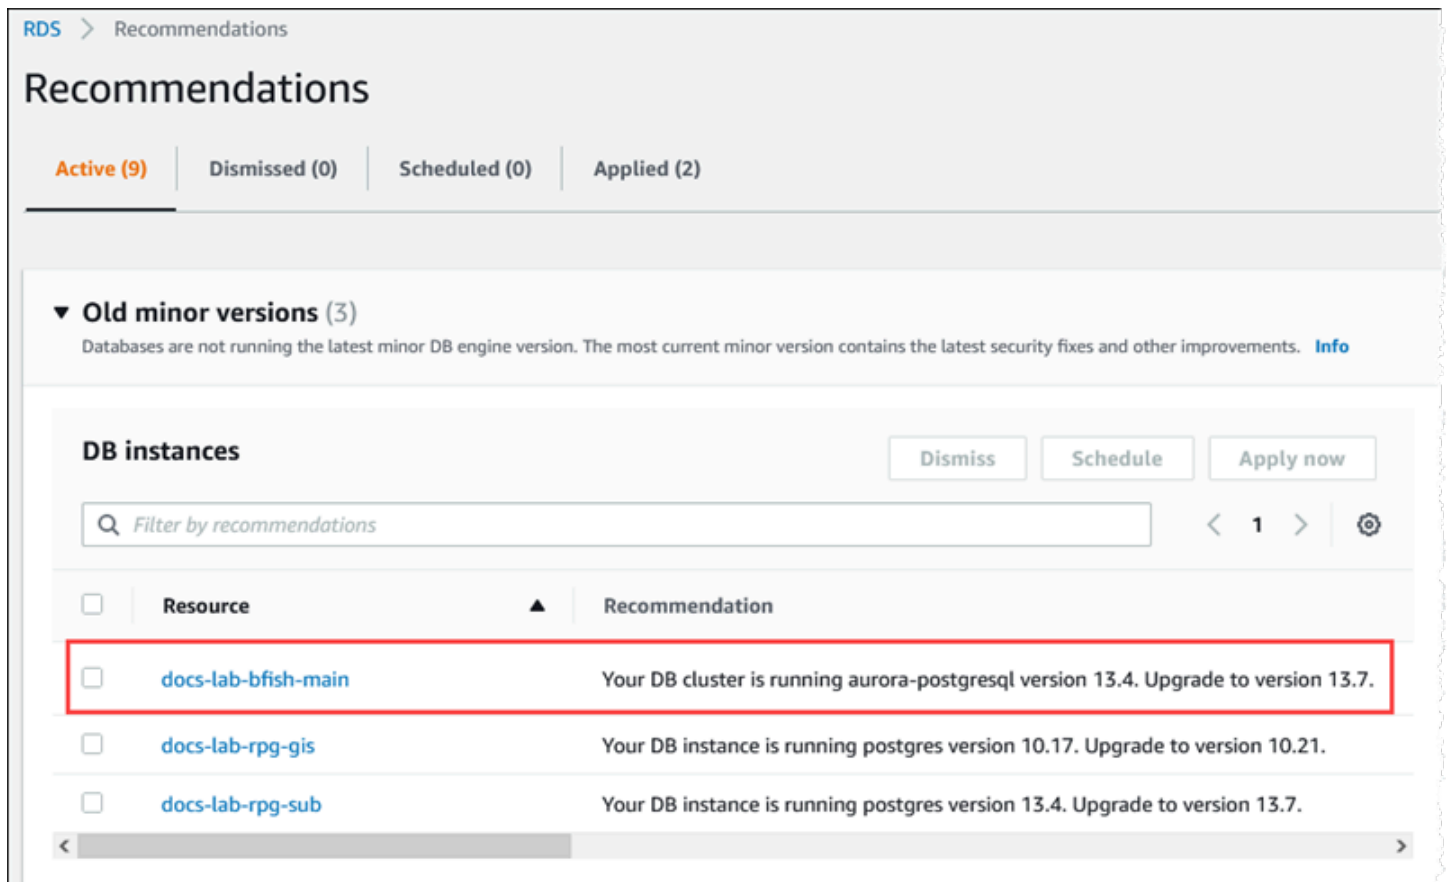 RDS > Recommendations
Recommendations
Active (9) Dismissed (0) Scheduled (0) Applied (2)
Old minor versions (3)
Databases are not running the latest minor DB engine version. The most current minor version contains the latest security fixes and other improvements. Info
DB instances Dismiss Schedule Apply now
Filter by recommendations < 1 >
Resource Recommendation
docs-lab-bfish-main Your DB cluster is running aurora-postgresql version 13.4. Upgrade to version 13.7.
docs-lab-rpg-gis Your DB instance is running postgres version 10.17. Upgrade to version 10.21.
docs-lab-rpg-sub Your DB instance is running postgres version 13.4. Upgrade to version 13.7.